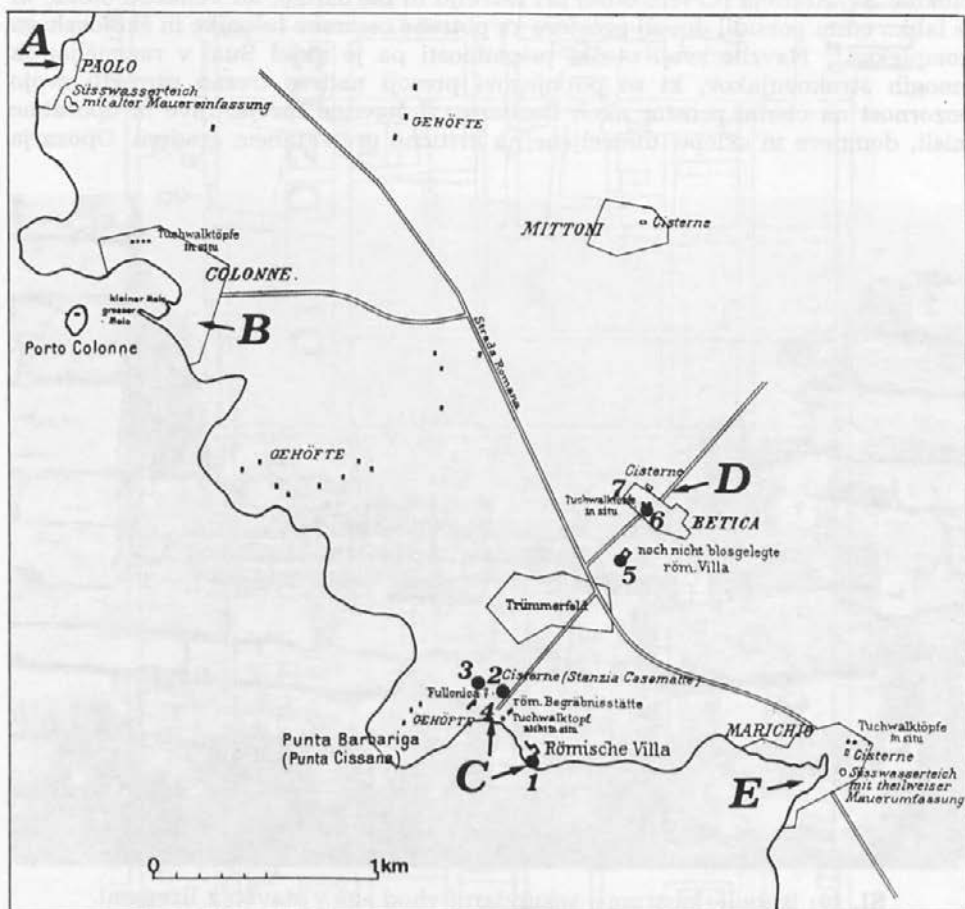 A
PAOLO
Süsswasserteich
mit alter Mauereinfassung
GEHÖFTE
MITTONI
Cisterne
Tuchwalktöpfe
in situ
COLONNE.
B
Porto Colonne
Strada Romana
GEHÖFTE
Cisterne
D
7
Tuchwalktöpfe
in situ
6
BETICA
5
noch nicht blosgelegte
röm. Villa
Trümmerfeld
3
2
Cisterne (Stanzia Casematte)
Fullonica?
4
röm. Begräbnisstätte
GEHÖFTE
Tuchwalktopf
Punta Barbariga
(Punta Cissana)
Römische Villa
C
1
MARICHIO
Tuchwalktöpfe
in situ
Cisterne
E
Süsswasserteich
mit theilweiser
Mauerumfassung
0
1km